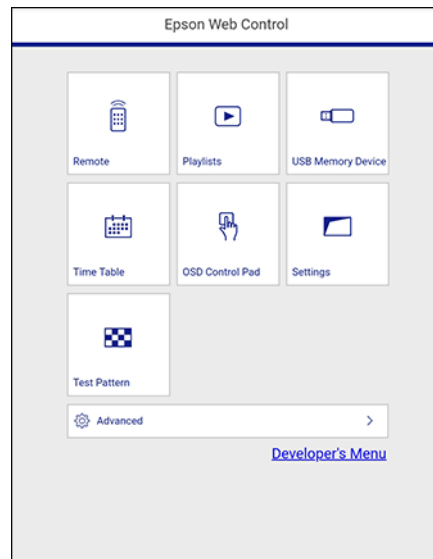 Epson Web Control
Remote
Playlists
USB Memory Device
Time Table
OSD Control Pad
Settings
Test Pattern
Advanced
Developer's Menu